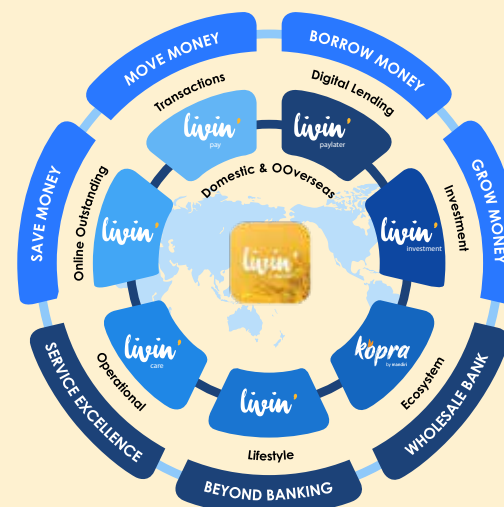 MOVE MONEY
BORROW MONEY
GROW MONEY
WHOLESALE BANK
BEYOND BANKING
SERVICE EXCELLENCE
SAVE MONEY
Transactions
Digital Lending
Investment
Ecosystem
Lifestyle
Operational
Online Outstanding
livin'
pay
livin'
paylater
livin'
investment
kopra
by mandiri
livin'
livin'
care
livin'
Domestic & OOverseas
livin'